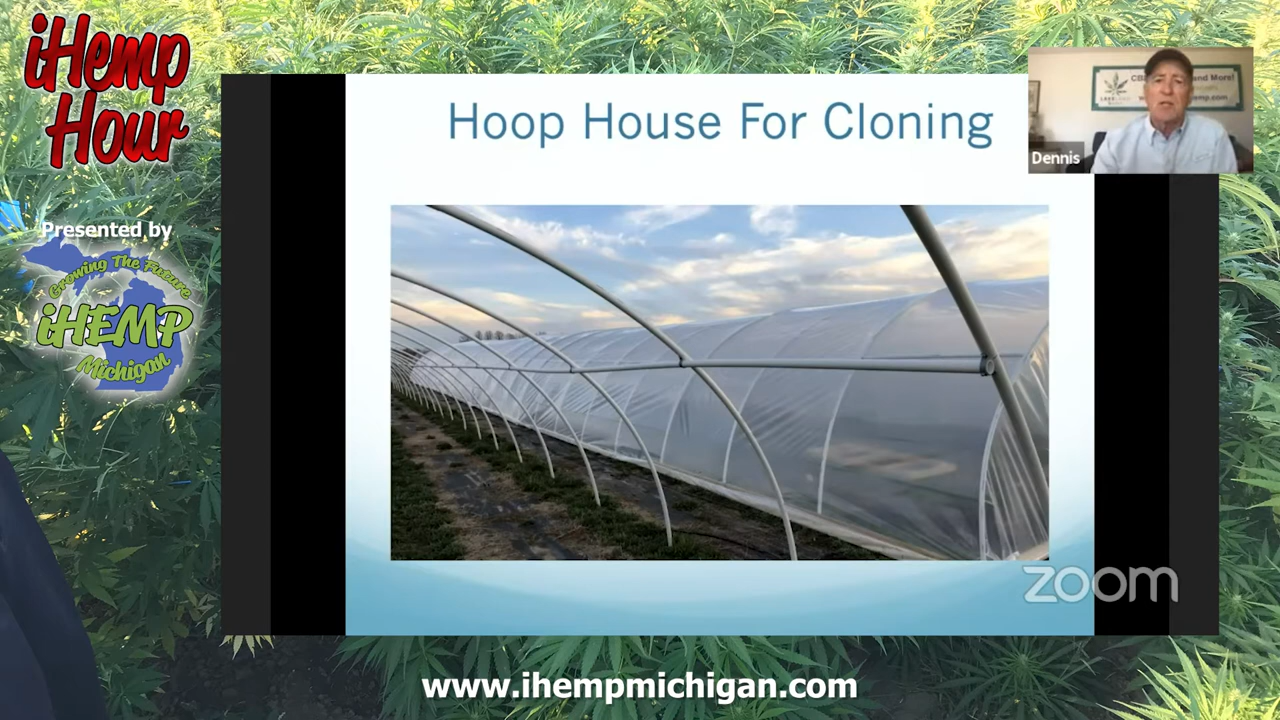 iHemp
Hour
Presented by
Growing The Future
iHEMP
Michigan
Hoop House For Cloning
Dennis
zoom
www.ihempmichigan.com